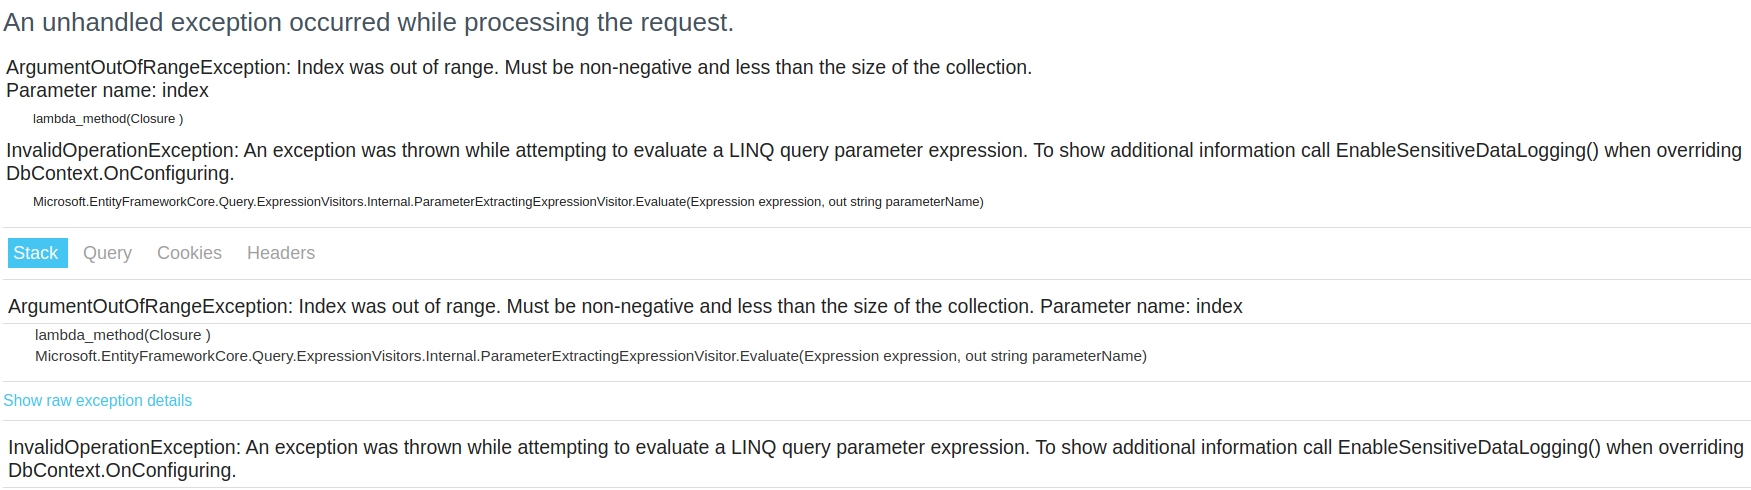 An unhandled exception occurred while processing the request.
ArgumentOutOfRangeException: Index was out of range. Must be non-negative and less than the size of the collection.
Parameter name: index
lambda_method(Closure )
InvalidOperationException: An exception was thrown while attempting to evaluate a LINQ query parameter expression. To show additional information call EnableSensitiveDataLogging() when overriding
DbContext.OnConfiguring.
Microsoft.EntityFrameworkCore.Query.ExpressionVisitors.Internal.ParameterExtractingExpressionVisitor.Evaluate(Expression expression, out string parameterName)
Stack Query Cookies Headers
ArgumentOutOfRangeException: Index was out of range. Must be non-negative and less than the size of the collection. Parameter name: index
lambda_method(Closure )
Microsoft.EntityFrameworkCore.Query.ExpressionVisitors.Internal.ParameterExtractingExpressionVisitor.Evaluate(Expression expression, out string parameterName)
Show raw exception details
InvalidOperationException: An exception was thrown while attempting to evaluate a LINQ query parameter expression. To show additional information call EnableSensitiveDataLogging() when overriding
DbContext.OnConfiguring.